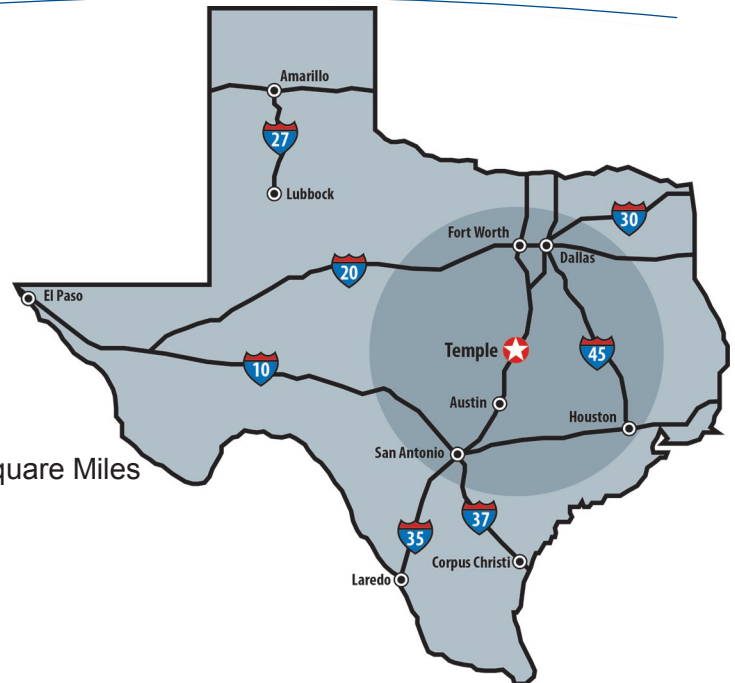 Amarillo
27
Lubbock
30
Fort Worth
Dallas
20
El Paso
Temple
45
10
Austin
Houston
San Antonio
quare Miles
37
35
Corpus Christi
Laredo